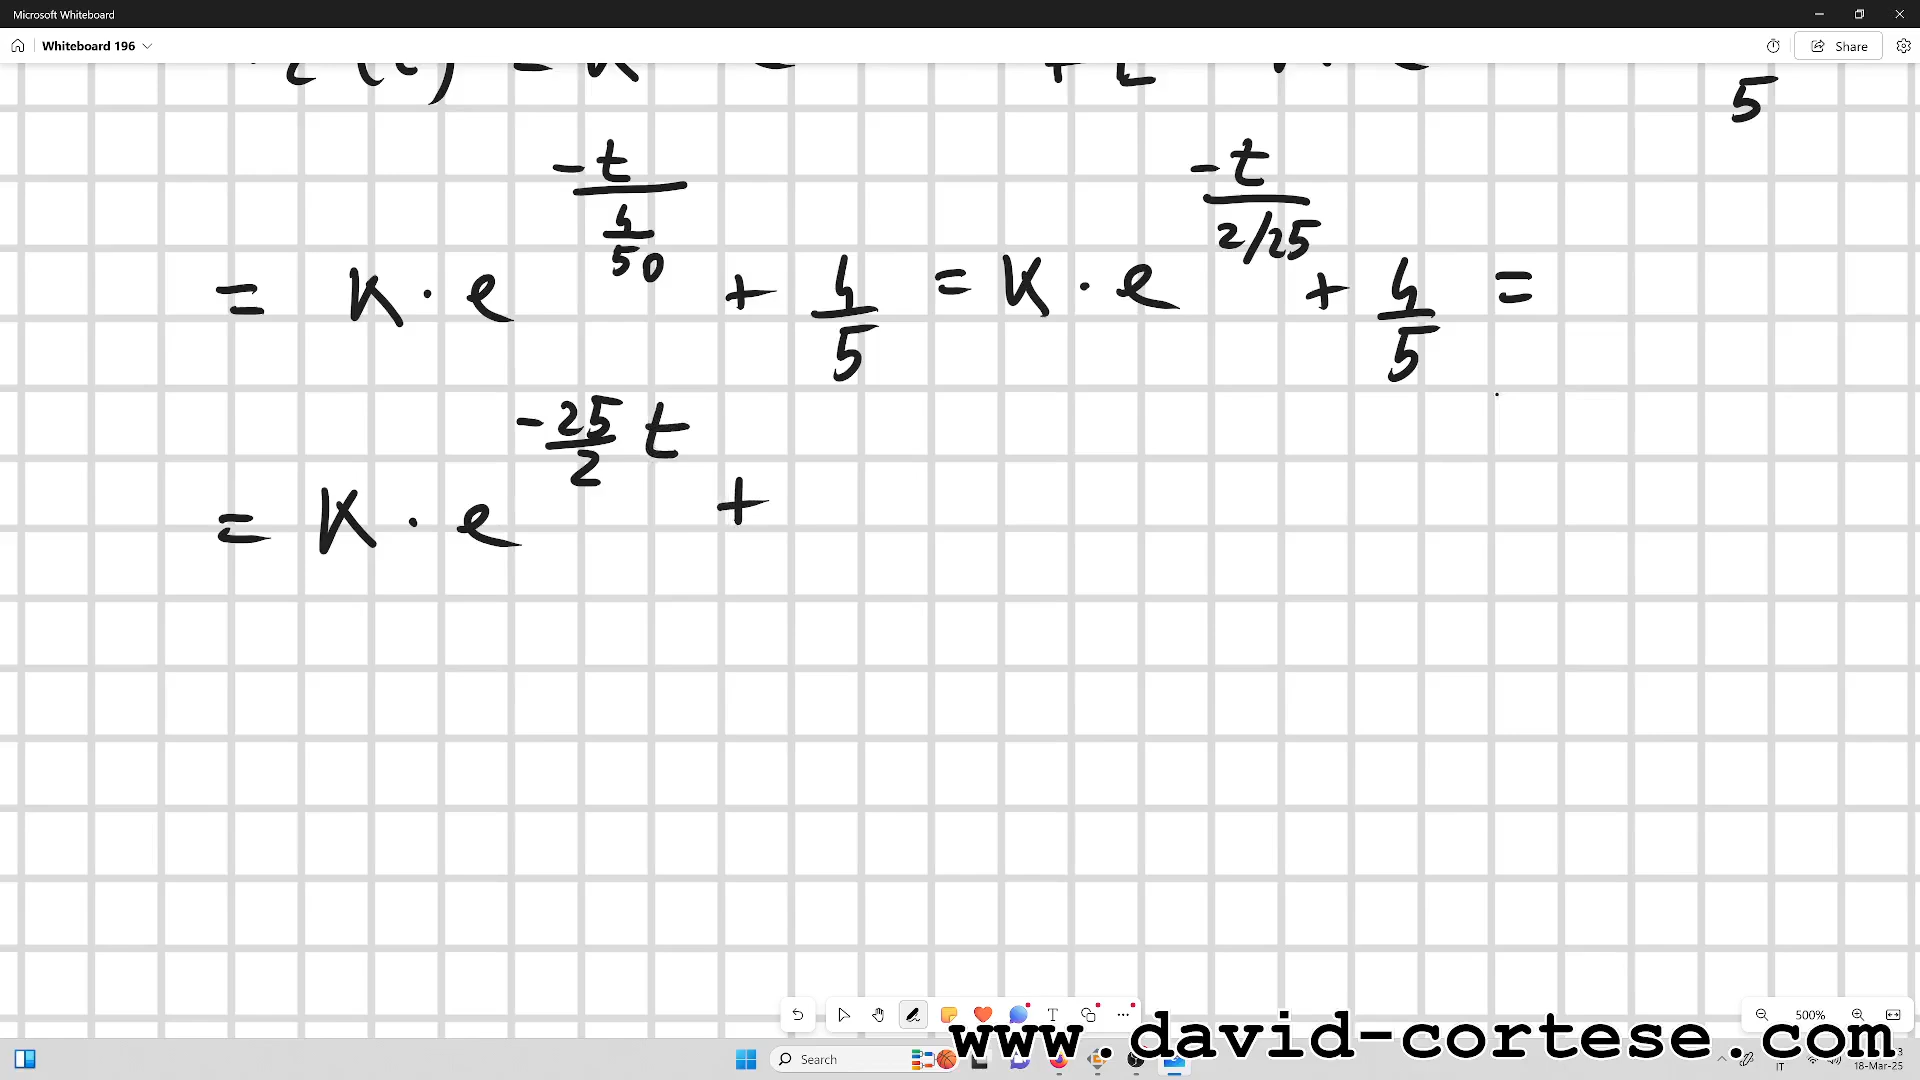 Microsoft Whiteboard
Whiteboard 196
Share
5
= K · e^(-t/(4/50)) + 4/5 = K · e^(-t/(2/25)) + 4/5 =
= K · e^(-25/2 t) +
T
500%
www.david-cortese.com
Search
IT
18-Mar-25